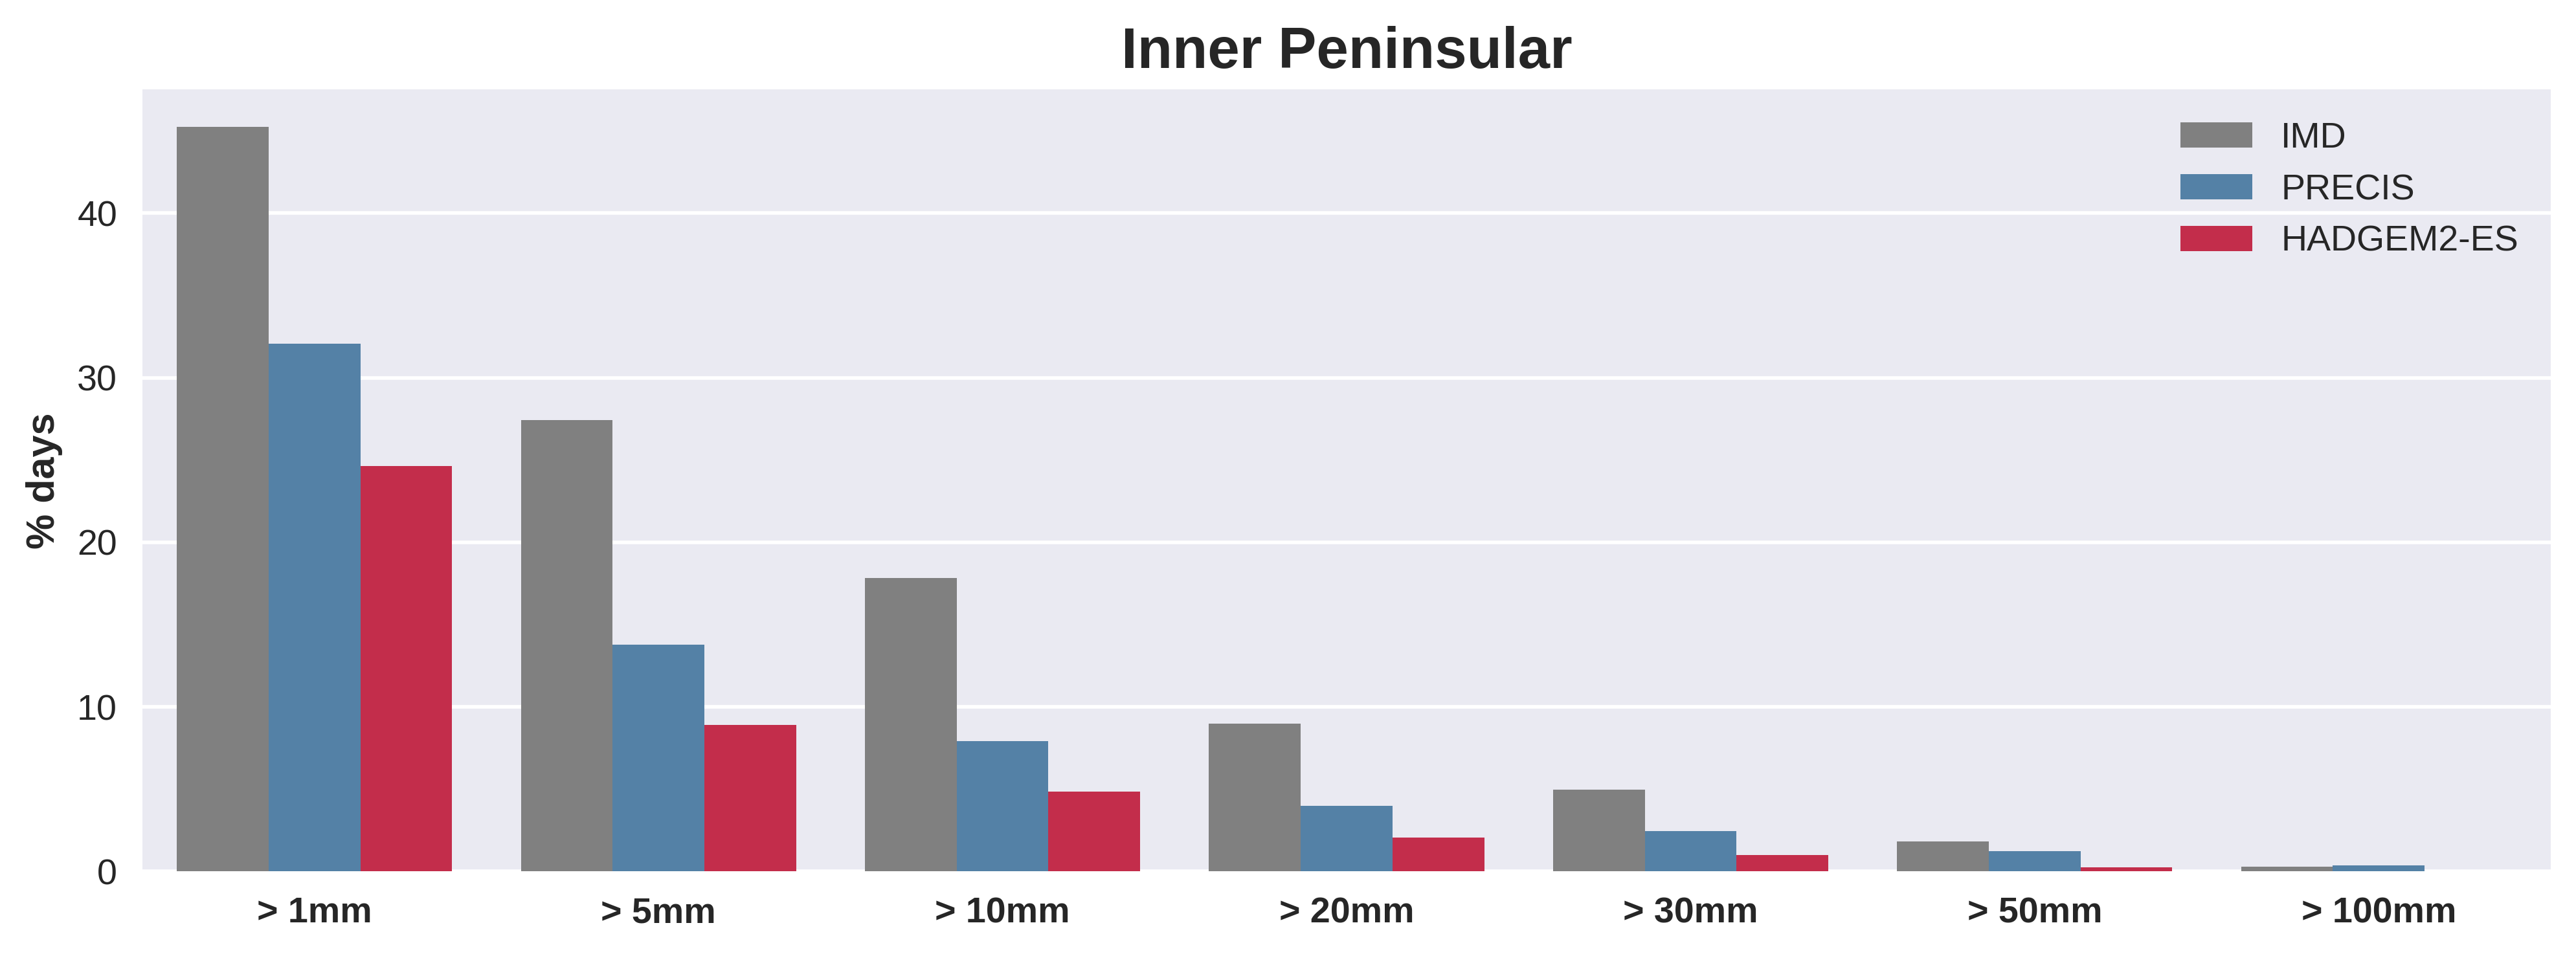 Inner Peninsular
IMD
PRECIS
HADGEM2-ES
% days
40
30
20
10
0
> 1mm
> 5mm
> 10mm
> 20mm
> 30mm
> 50mm
> 100mm